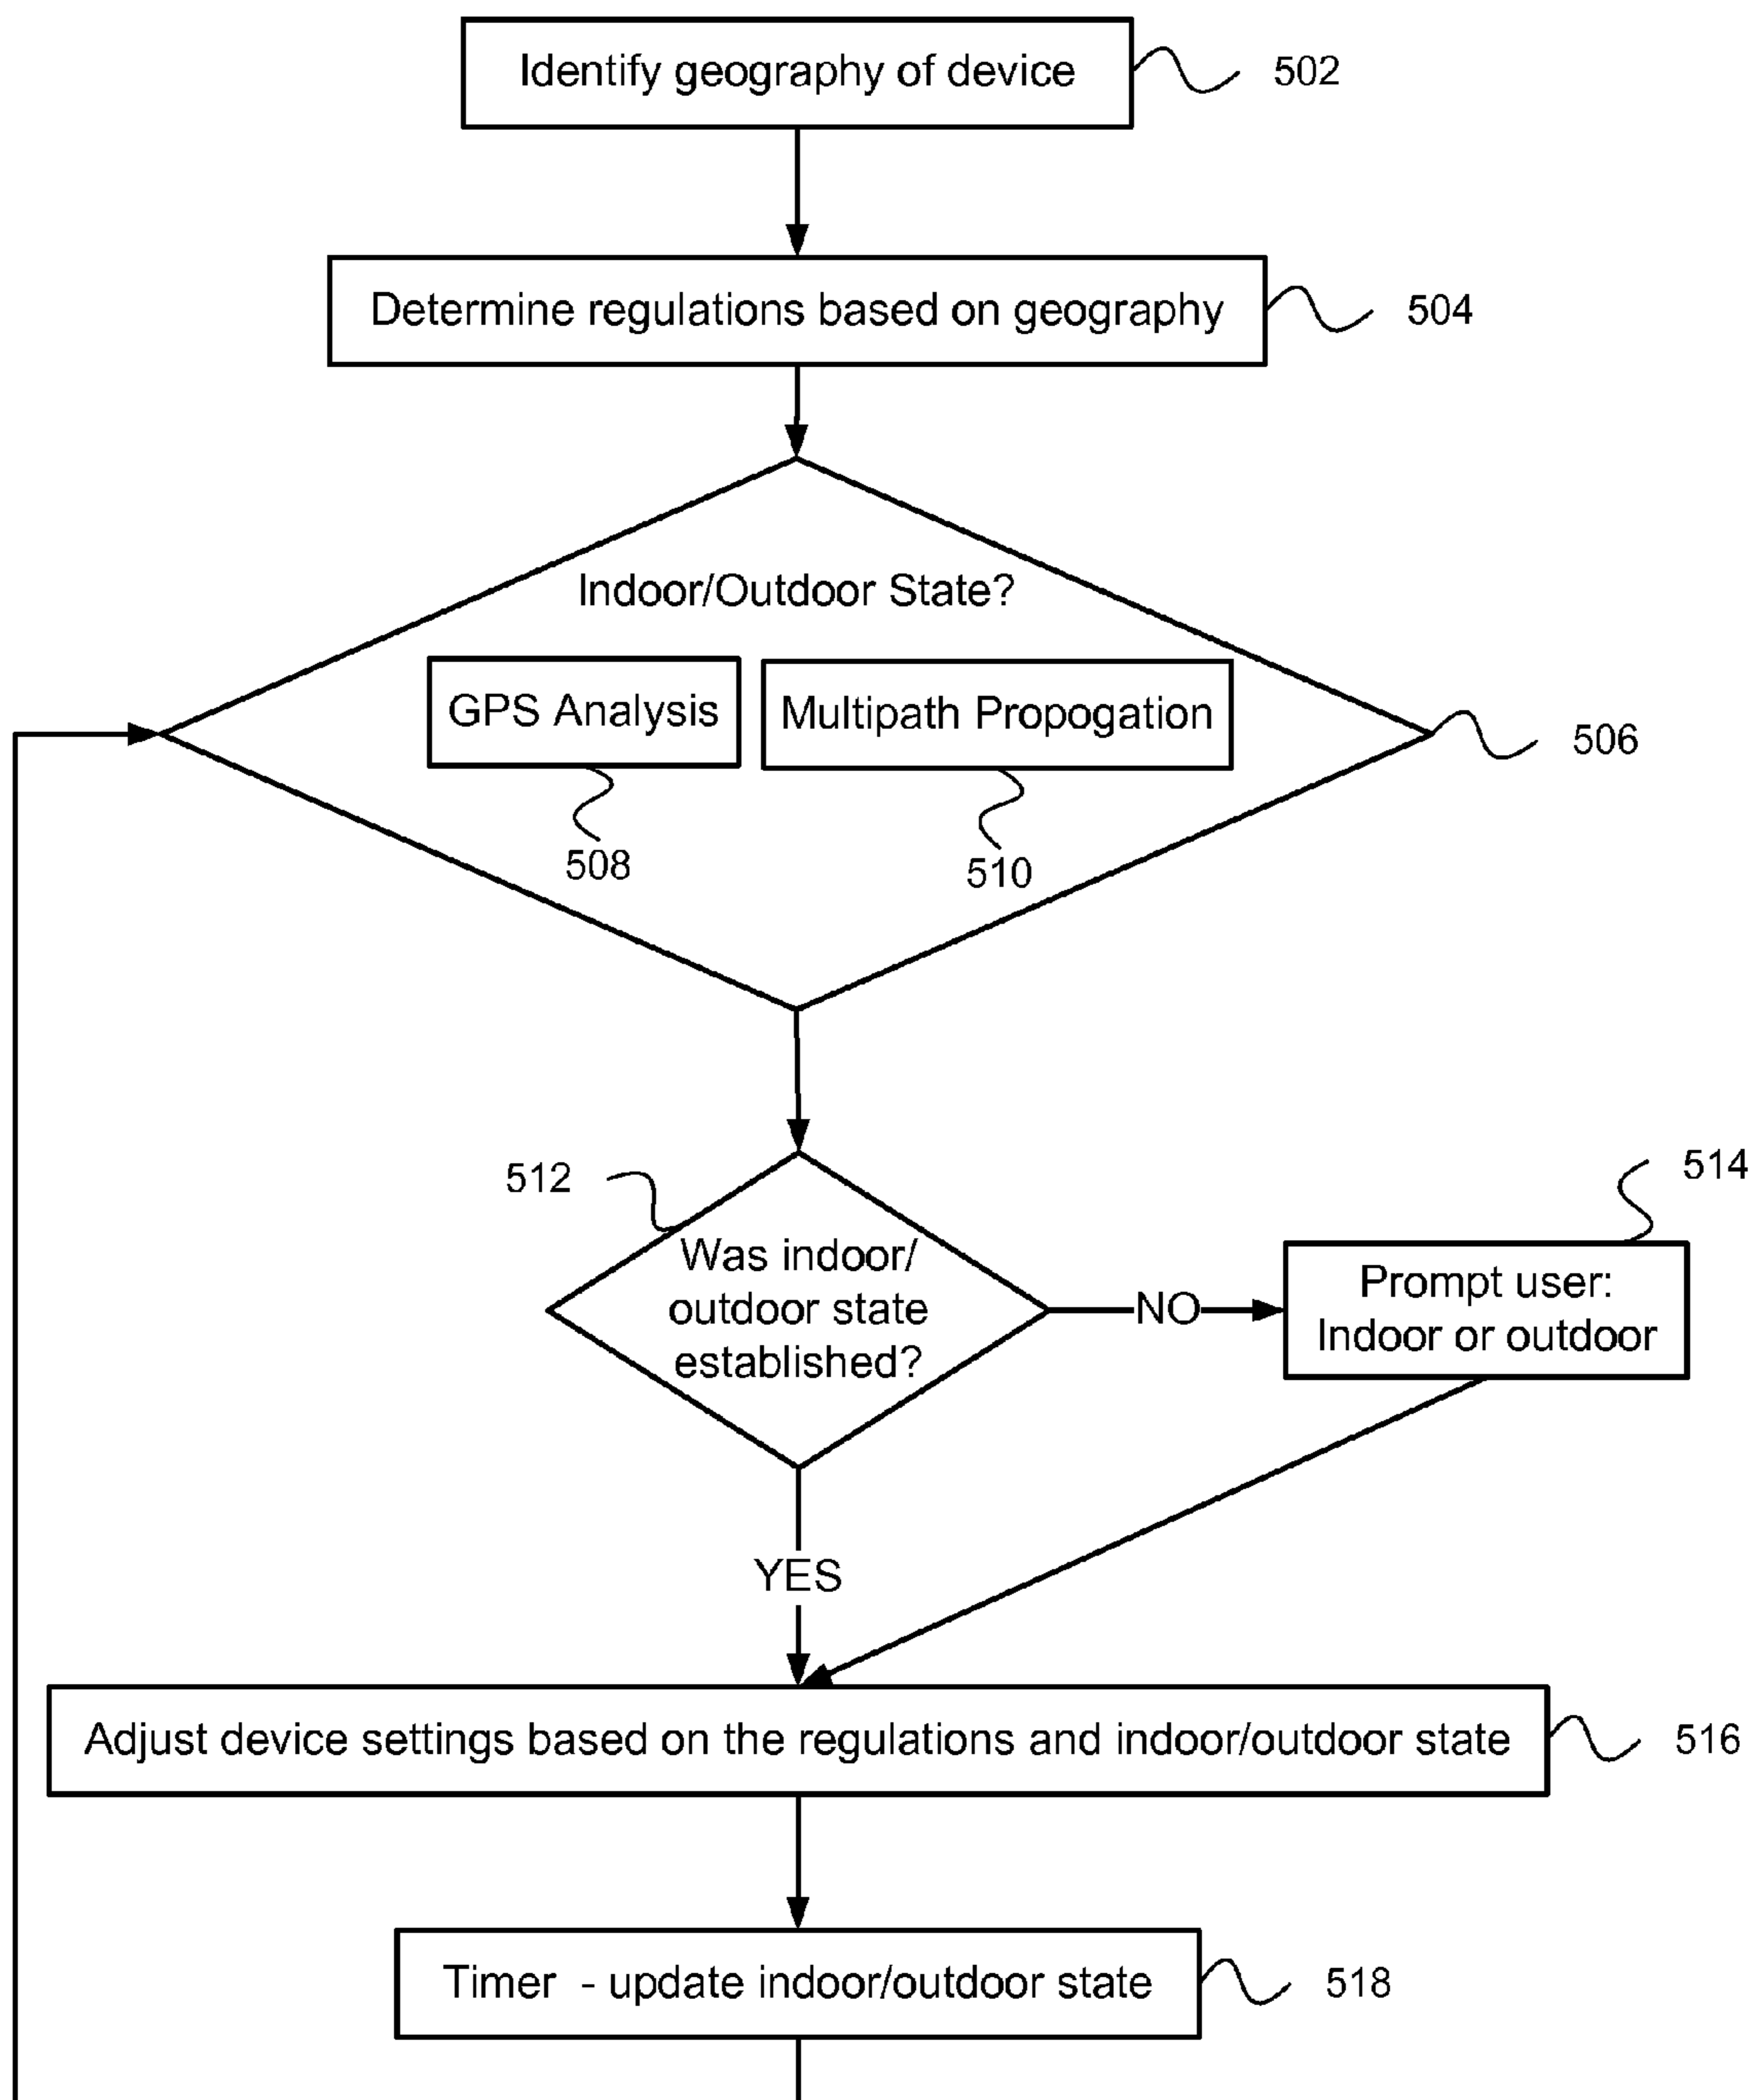 Identify geography of device
502
Determine regulations based on geography
504
Indoor/Outdoor State?
GPS Analysis
Multipath Propogation
506
508
510
512
514
Was indoor/
outdoor state
established?
NO
Prompt user:
Indoor or outdoor
YES
Adjust device settings based on the regulations and indoor/outdoor state
516
Timer - update indoor/outdoor state
518